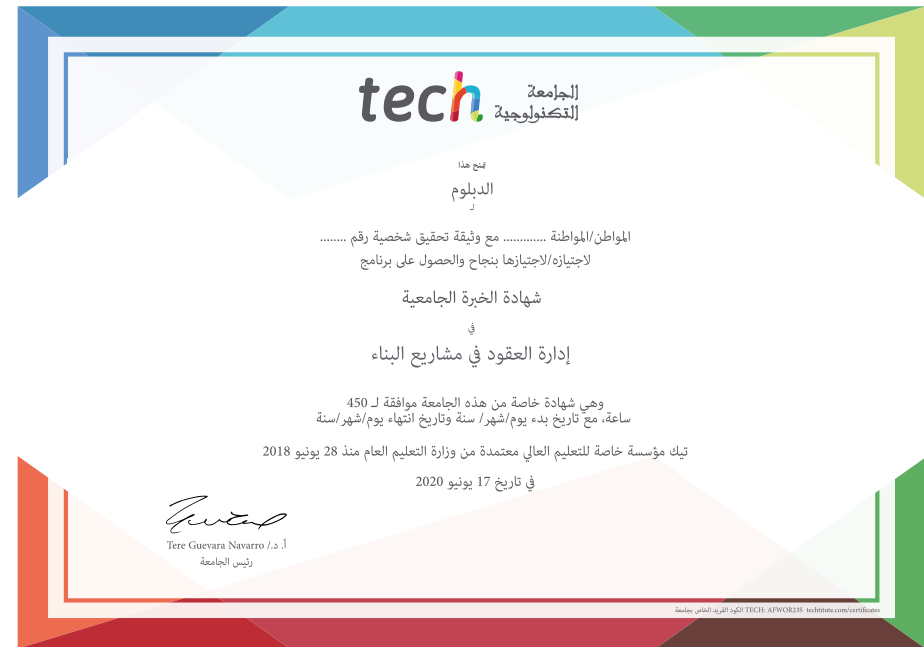 tech الجامعة
التكنولوجية
تمنح هذا
الدبلوم
لـ
المواطن/المواطنة ............. مع وثيقة تحقيق شخصية رقم ........
لاجتيازه/لاجتيازها بنجاح والحصول على برنامج
شهادة الخبرة الجامعية
في
إدارة العقود في مشاريع البناء
وهي شهادة خاصة من هذه الجامعة موافقة لـ 450
ساعة، مع تاريخ بدء يوم/شهر/ سنة وتاريخ انتهاء يوم/شهر/سنة
تيك مؤسسة خاصة للتعليم العالي معتمدة من وزارة التعليم العام منذ 28 يونيو 2018
في تاريخ 17 يونيو 2020
أ. د./ Tere Guevara Navarro
رئيس الجامعة
الكود الفريد الخاص بجامعة TECH: AFWOR23S techtitute.com/certificates